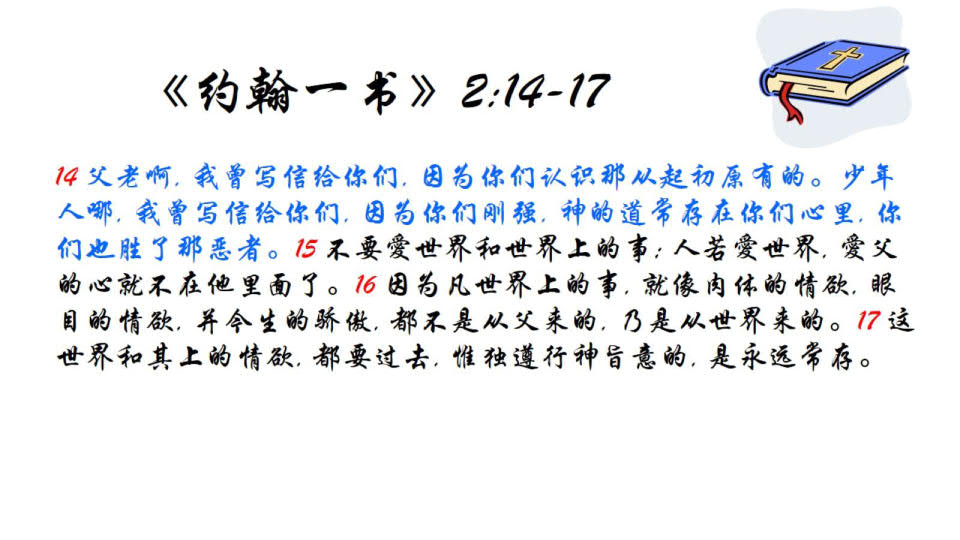 《约翰一书》2:14-17
14 父老啊, 我曾写信给你们, 因为你们认识那从起初原有的。少年
人哪, 我曾写信给你们, 因为你们刚强, 神的道常存在你们心里, 你
们也胜了那恶者。15 不要愛世界和世界上的事; 人若愛世界, 愛父
的心就不在他里面了。16 因为凡世界上的事, 就像肉体的情欲, 眼
目的情欲, 并今生的骄傲, 都不是从父来的, 乃是从世界来的。17 这
世界和其上的情欲, 都要过去, 惟独遵行神旨意的, 是永远常存。